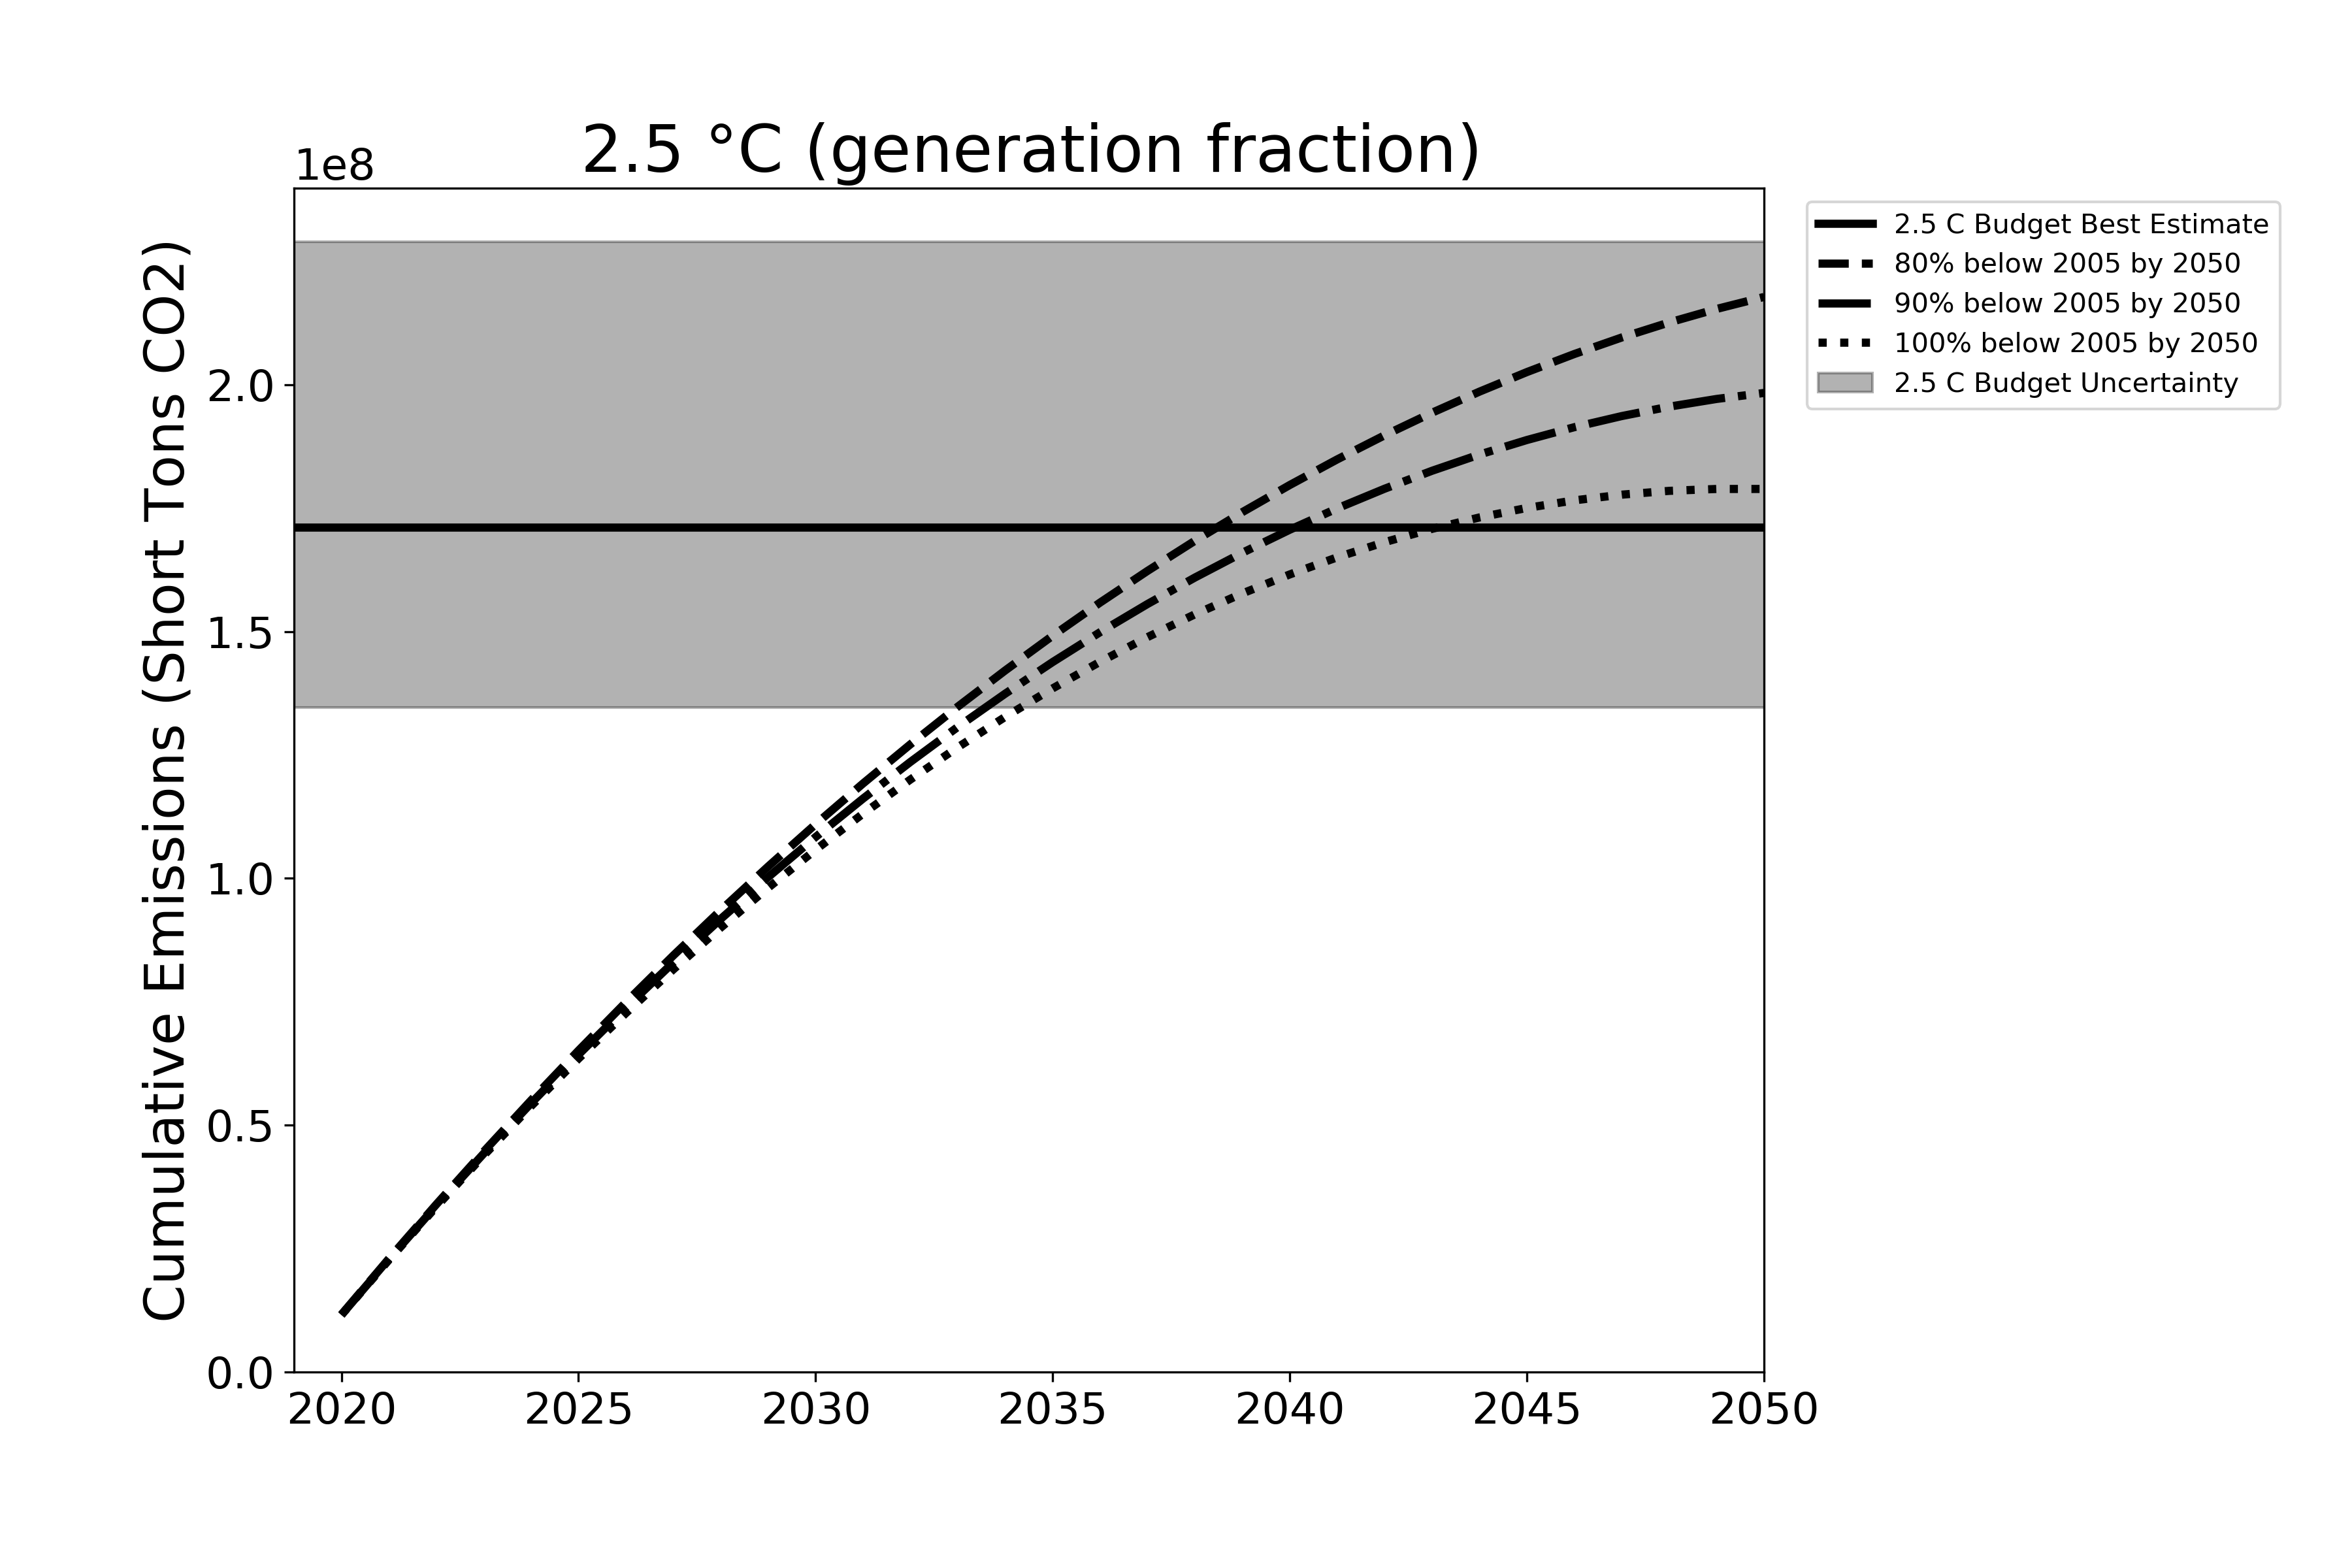 2.5 °C (generation fraction)
1e8
Cumulative Emissions (Short Tons CO2)
2.0
1.5
1.0
0.5
0.0
2020 2025 2030 2035 2040 2045 2050
2.5 C Budget Best Estimate
80% below 2005 by 2050
90% below 2005 by 2050
100% below 2005 by 2050
2.5 C Budget Uncertainty